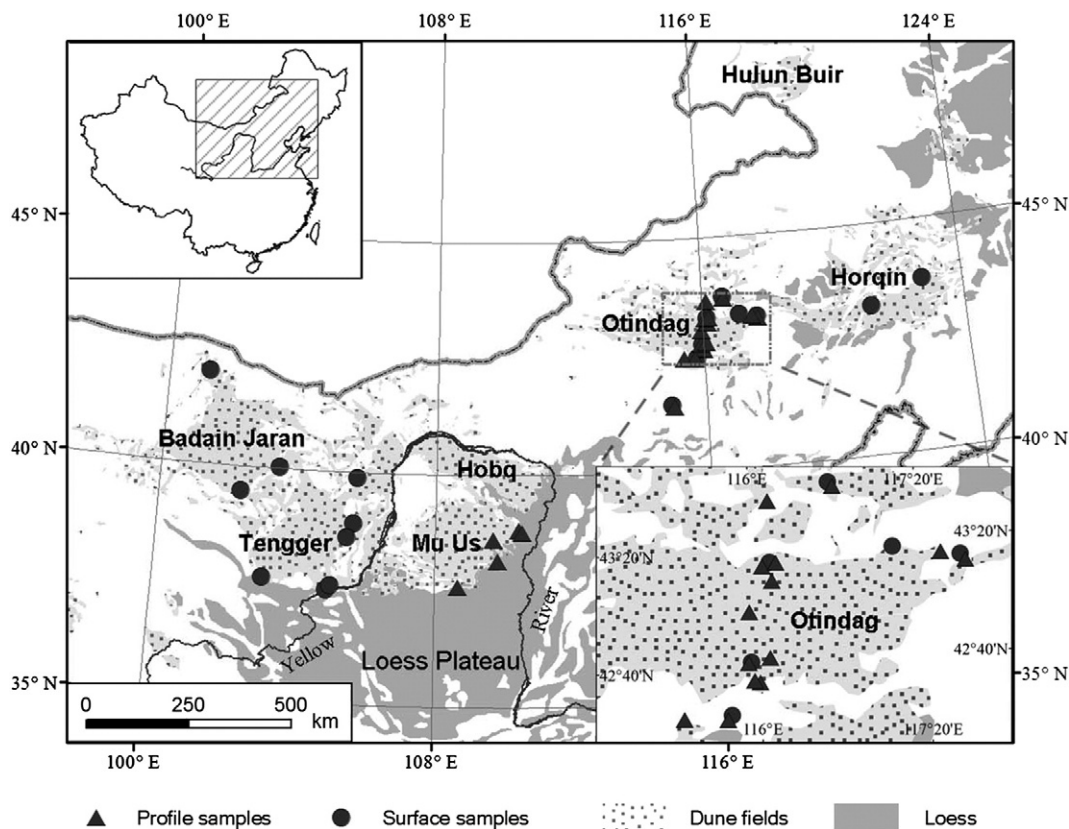 100° E 108° E 116° E 124° E
Hulun Buir
45° N
45° N
Horqin
Otindag
40° N
40° N
Badain Jaran
Hobq
Tengger
Mu Us
Yellow
River
Loess Plateau
35° N
35° N
0 250 500
km
116°E 117°20'E
43°20'N
43°20'N
Otindag
42°40'N
42°40'N
116°E 117°20'E
100° E 108° E 116° E
Profile samples Surface samples Dune fields Loess